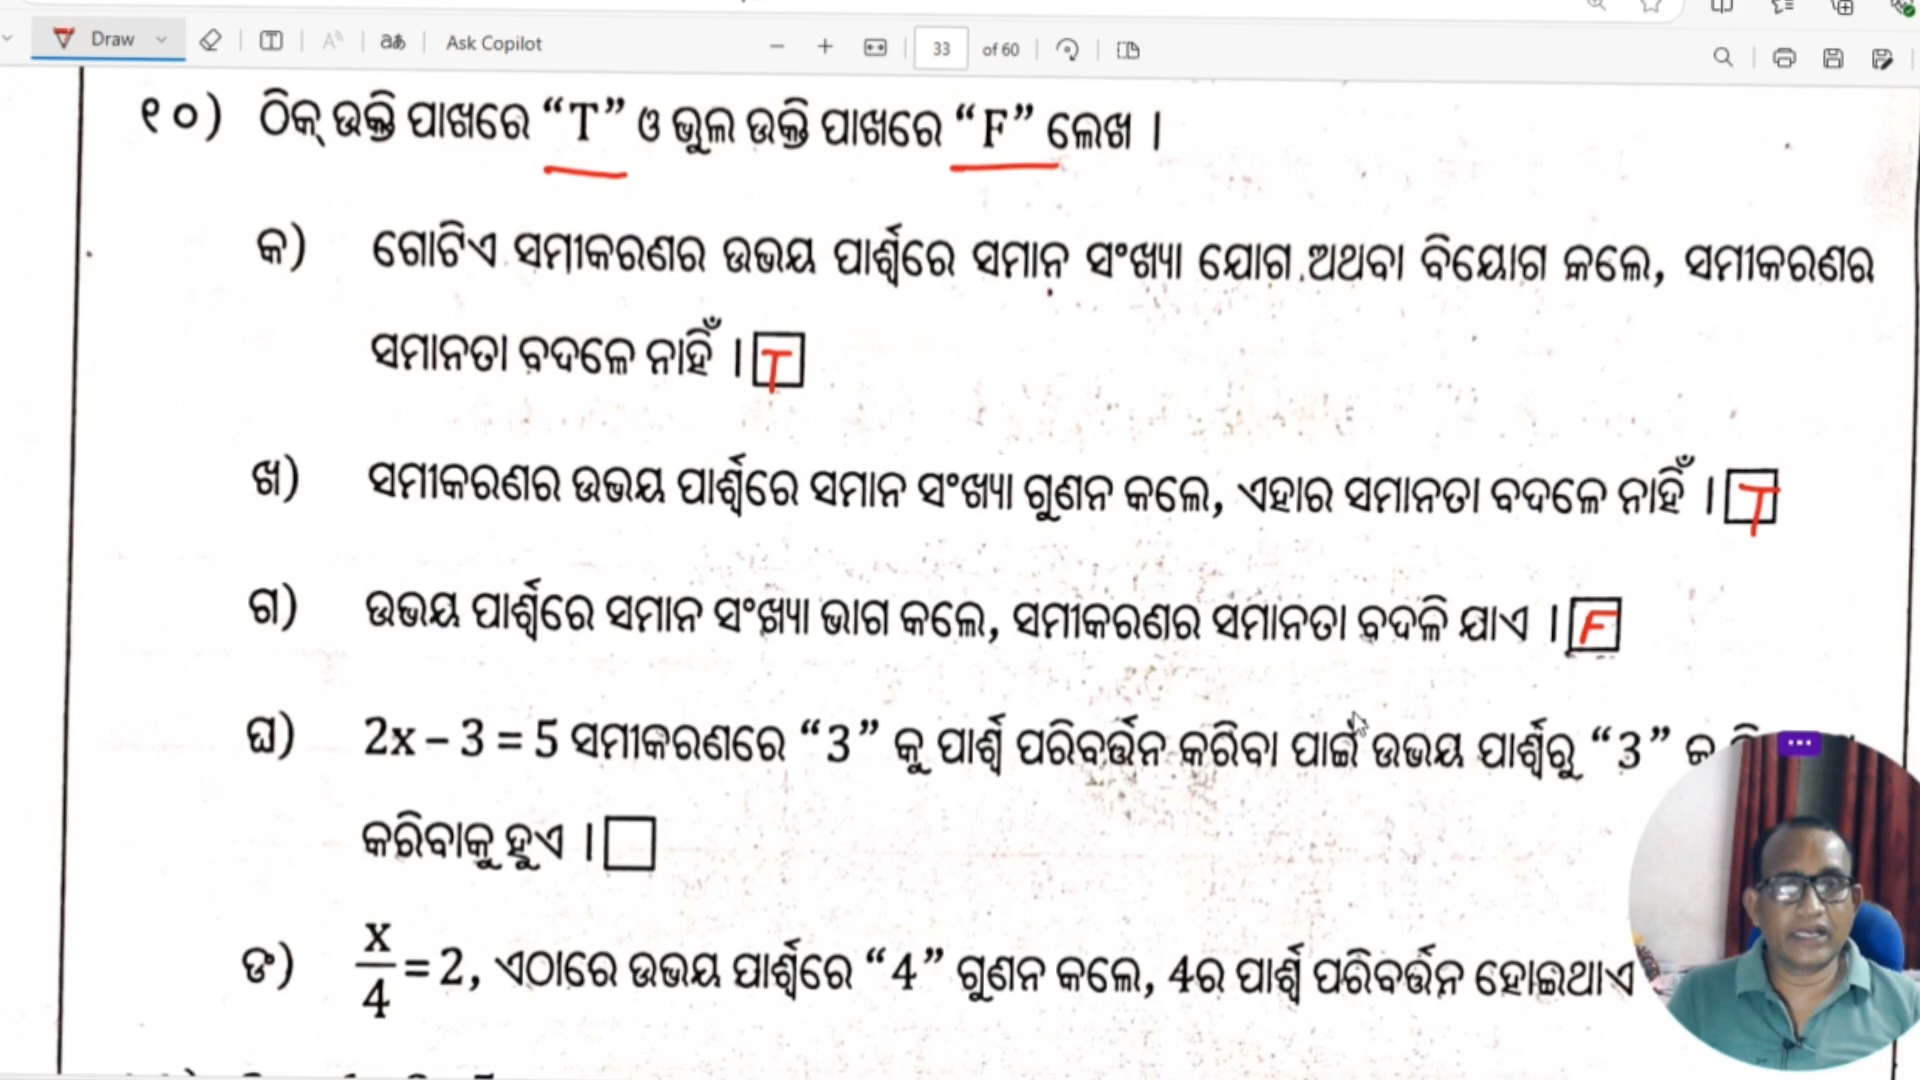 Draw
Ask Copilot
33 of 60
୧୦) ଠିକ୍ ଉକ୍ତି ପାଖରେ “T” ଓ ଭୁଲ ଉକ୍ତି ପାଖରେ “F” ଲେଖ ।
କ) ଗୋଟିଏ ସମୀକରଣର ଉଭୟ ପାର୍ଶ୍ୱରେ ସମାନ ସଂଖ୍ୟା ଯୋଗ ଅଥବା ବିୟୋଗ କଲେ, ସମୀକରଣର
ସମାନତା ବଦଳେ ନାହିଁ । T
ଖ) ସମୀକରଣର ଉଭୟ ପାର୍ଶ୍ୱରେ ସମାନ ସଂଖ୍ୟା ଗୁଣନ କଲେ, ଏହାର ସମାନତା ବଦଳେ ନାହିଁ । T
ଗ) ଉଭୟ ପାର୍ଶ୍ୱରେ ସମାନ ସଂଖ୍ୟା ଭାଗ କଲେ, ସମୀକରଣର ସମାନତା ବଦଳି ଯାଏ । F
ଘ) 2x – 3 = 5 ସମୀକରଣରେ “3” କୁ ପାର୍ଶ୍ୱ ପରିବର୍ତ୍ତନ କରିବା ପାଇଁ ଉଭୟ ପାର୍ଶ୍ୱରୁ “3” କୁ
କରିବାକୁ ହୁଏ ।
ଙ) x/4 = 2, ଏଠାରେ ଉଭୟ ପାର୍ଶ୍ୱରେ “4” ଗୁଣନ କଲେ, 4ର ପାର୍ଶ୍ୱ ପରିବର୍ତ୍ତନ ହୋଇଥାଏ